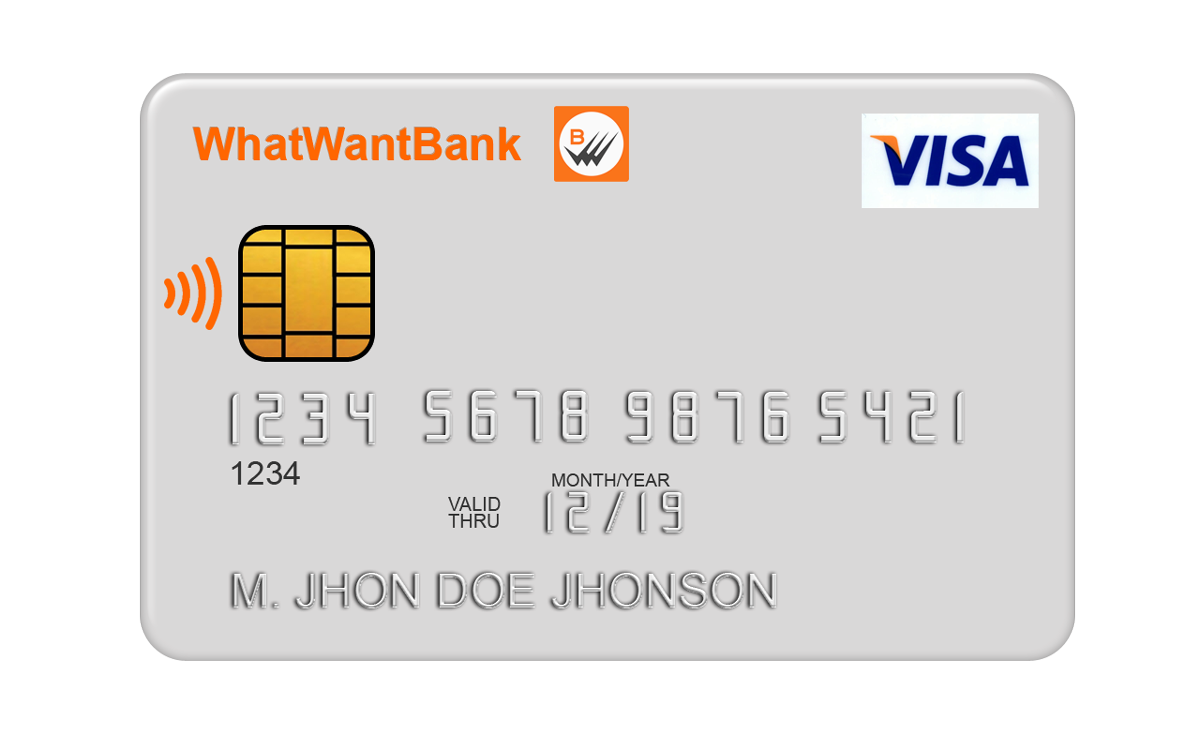 WhatWantBank
B
VISA
1234 5678 9876 5421
1234
MONTH/YEAR
VALID
THRU
12/19
M. JHON DOE JHONSON